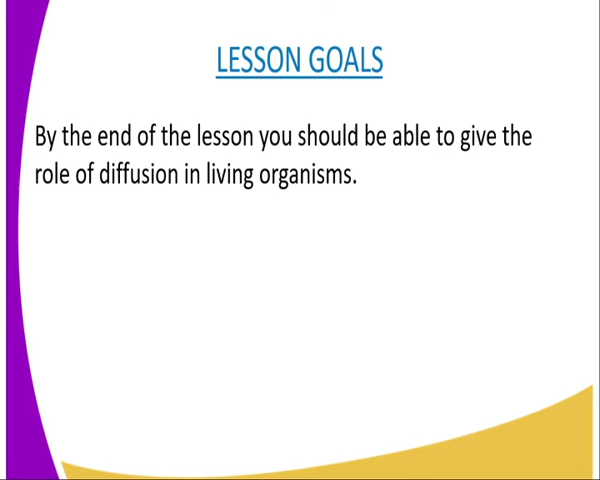 LESSON GOALS
By the end of the lesson you should be able to give the
role of diffusion in living organisms.